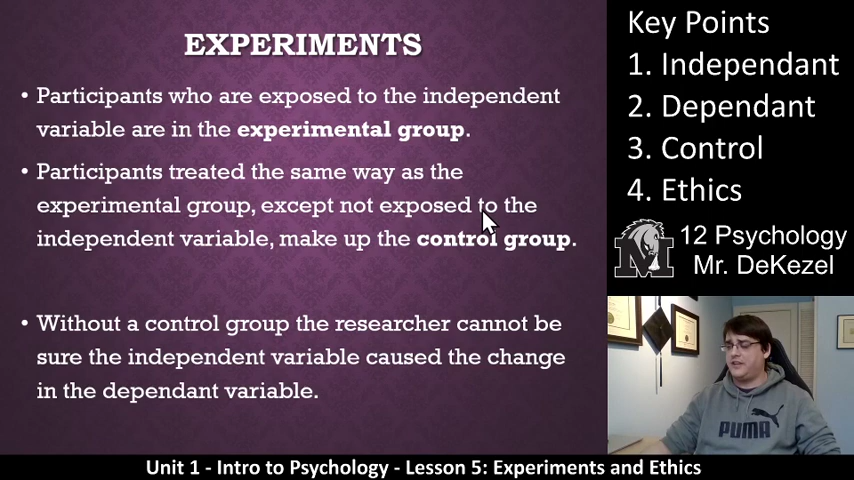 EXPERIMENTS
• Participants who are exposed to the independent
variable are in the experimental group.
• Participants treated the same way as the
experimental group, except not exposed to the
independent variable, make up the control group.
• Without a control group the researcher cannot be
sure the independent variable caused the change
in the dependant variable.
Key Points
1. Independant
2. Dependant
3. Control
4. Ethics
M
12 Psychology
Mr. DeKezel
PUMA
Unit 1 - Intro to Psychology - Lesson 5: Experiments and Ethics